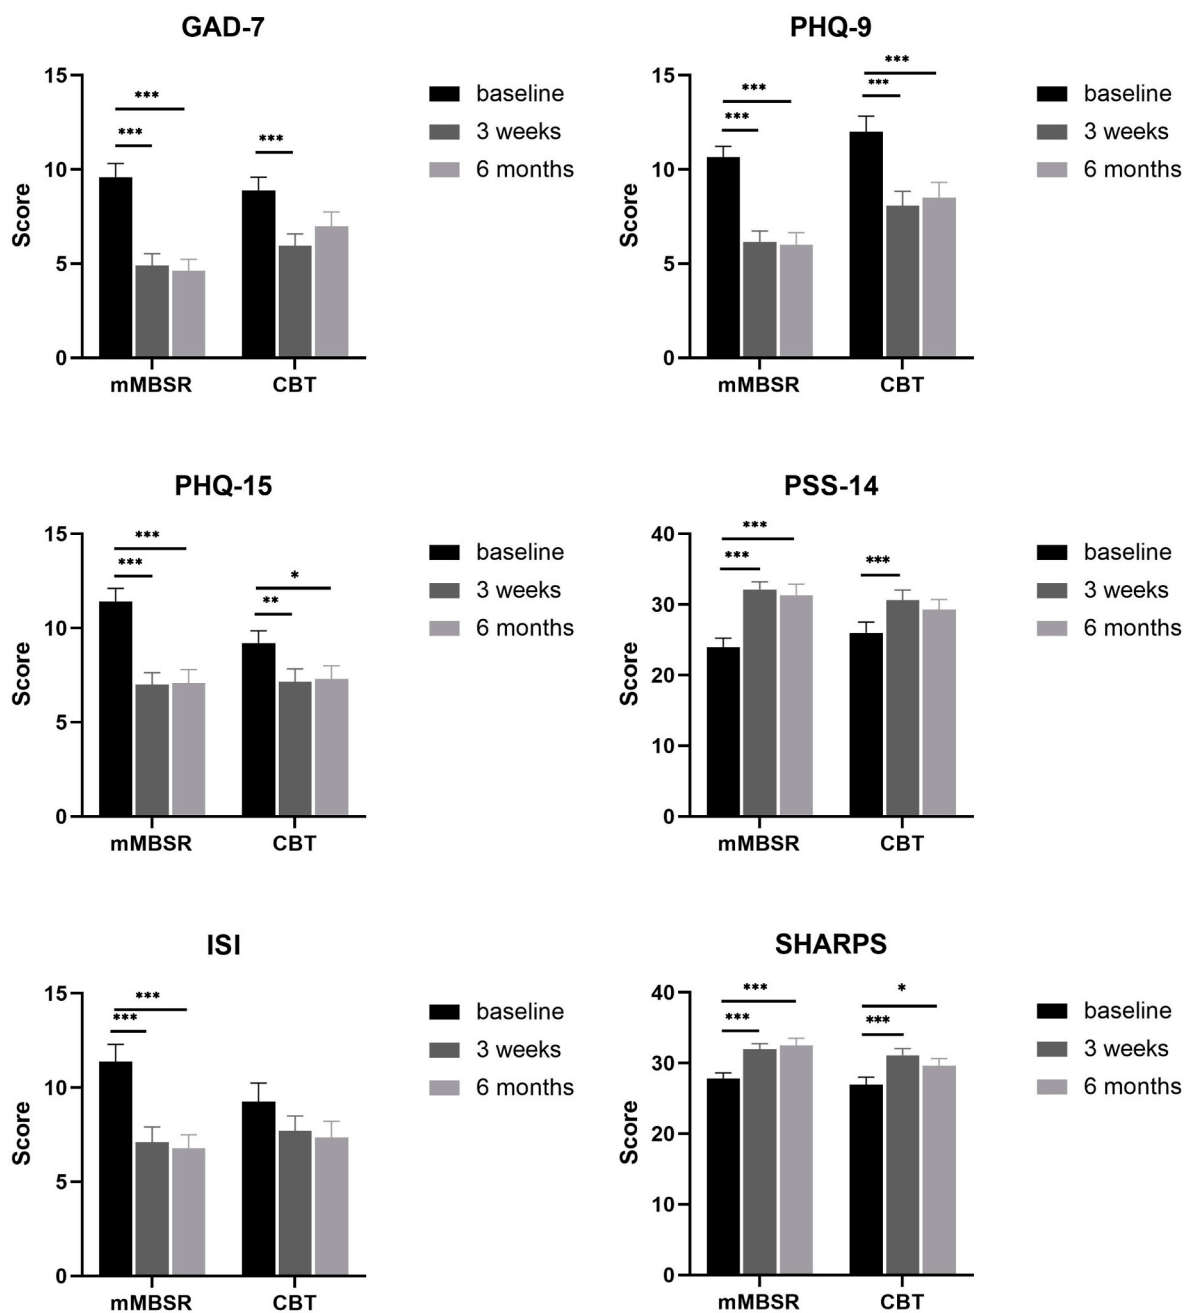 GAD-7
15
10
5
0
Score
***
***
***
mMBSR
CBT
baseline
3 weeks
6 months
PHQ-9
15
10
5
0
Score
***
***
***
***
mMBSR
CBT
baseline
3 weeks
6 months
PHQ-15
15
10
5
0
Score
***
***
*
**
mMBSR
CBT
baseline
3 weeks
6 months
PSS-14
40
30
20
10
0
Score
***
***
***
mMBSR
CBT
baseline
3 weeks
6 months
ISI
15
10
5
0
Score
***
***
mMBSR
CBT
baseline
3 weeks
6 months
SHARPS
40
30
20
10
0
Score
***
***
*
***
mMBSR
CBT
baseline
3 weeks
6 months